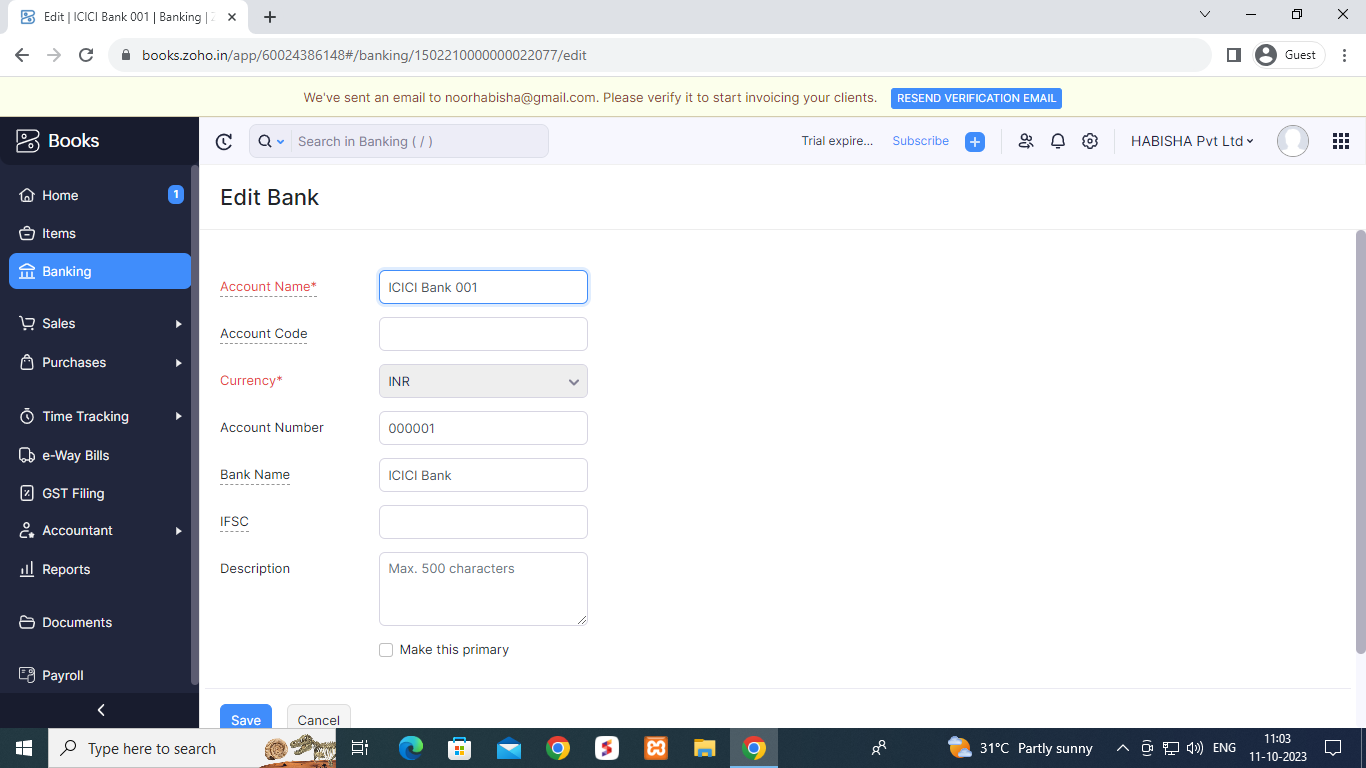 Edit | ICICI Bank 001 | Banking |
books.zoho.in/app/60024386148#/banking/1502210000000022077/edit
Guest
We've sent an email to noorhabisha@gmail.com. Please verify it to start invoicing your clients.
RESEND VERIFICATION EMAIL
Books
Search in Banking ( / )
Trial expire...
Subscribe
HABISHA Pvt Ltd
Home
1
Items
Banking
Sales
Purchases
Time Tracking
e-Way Bills
GST Filing
Accountant
Reports
Documents
Payroll
Edit Bank
Account Name*
ICICI Bank 001
Account Code
Currency*
INR
Account Number
000001
Bank Name
ICICI Bank
IFSC
Description
Max. 500 characters
Make this primary
Save
Cancel
Type here to search
31°C Partly sunny
ENG
11:03
11-10-2023